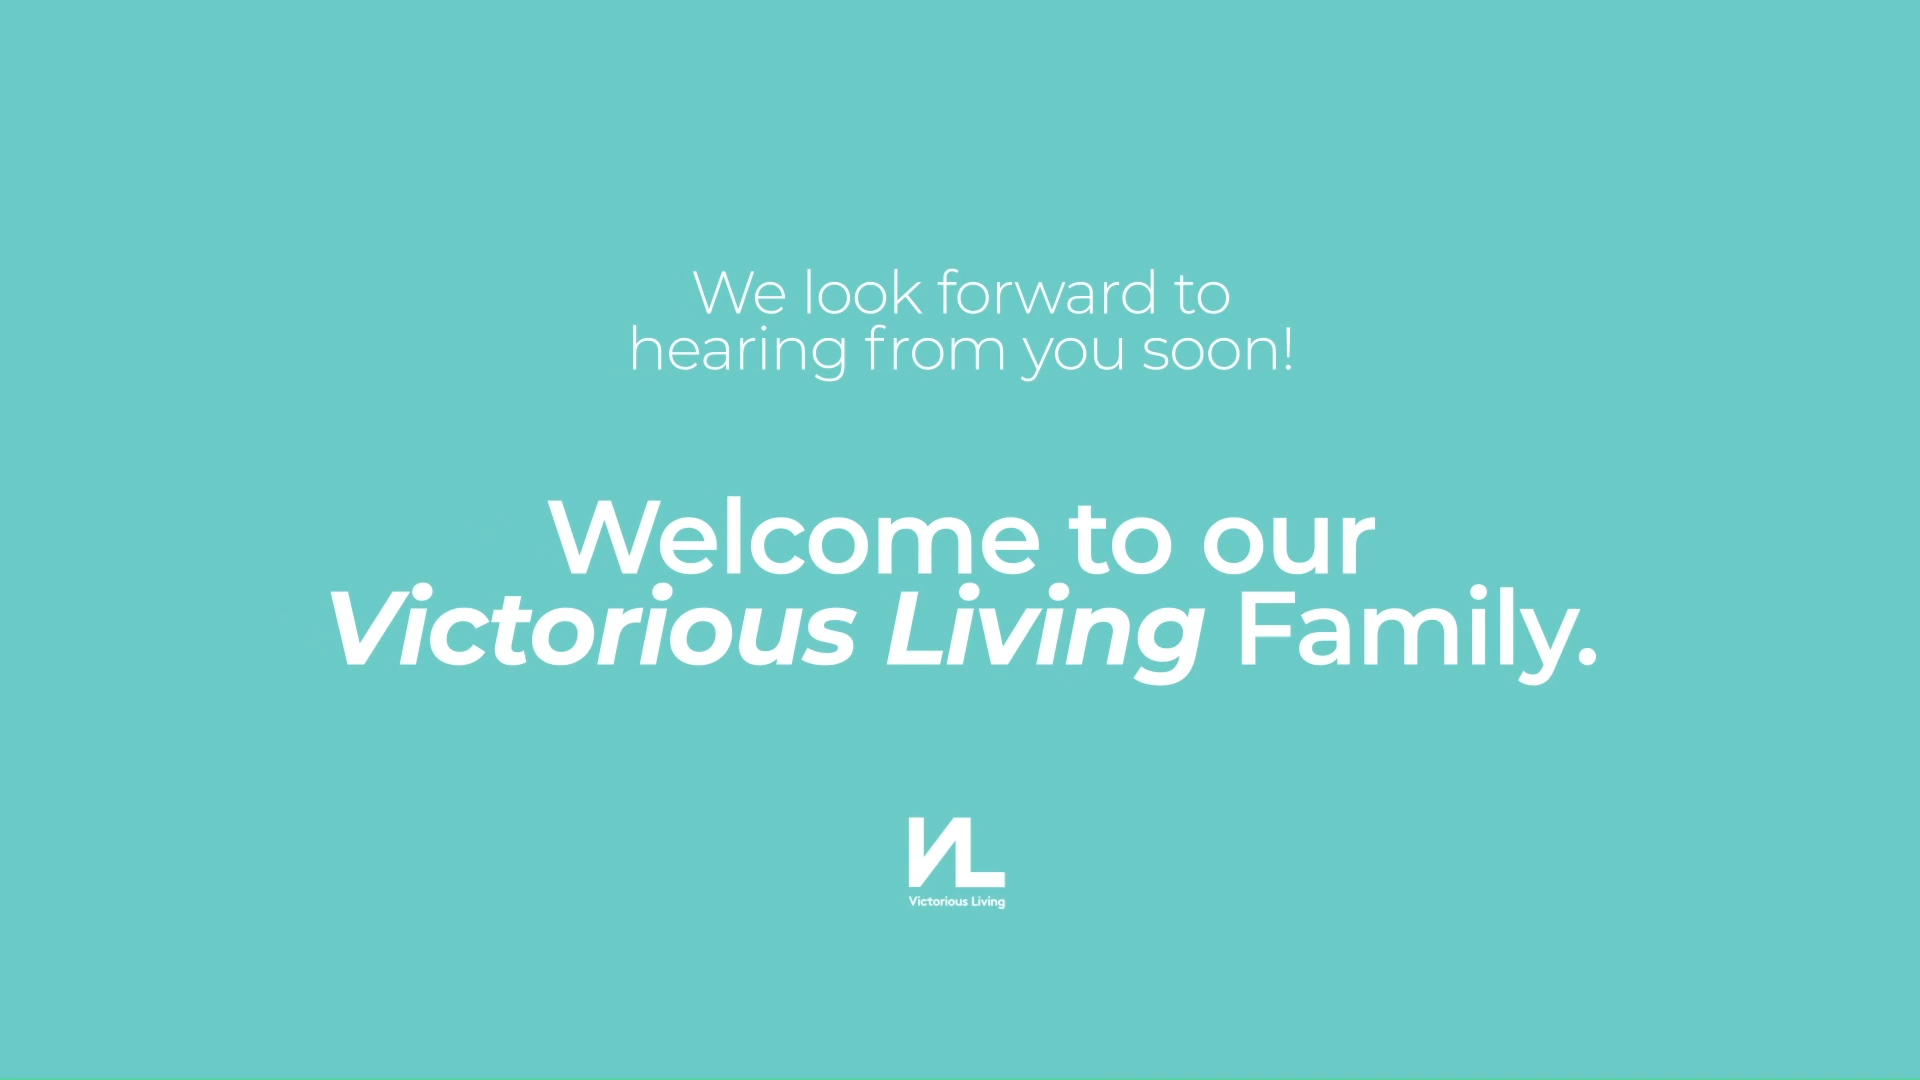 We look forward to
hearing from you soon!
Welcome to our
Victorious Living Family.
VL
Victorious Living